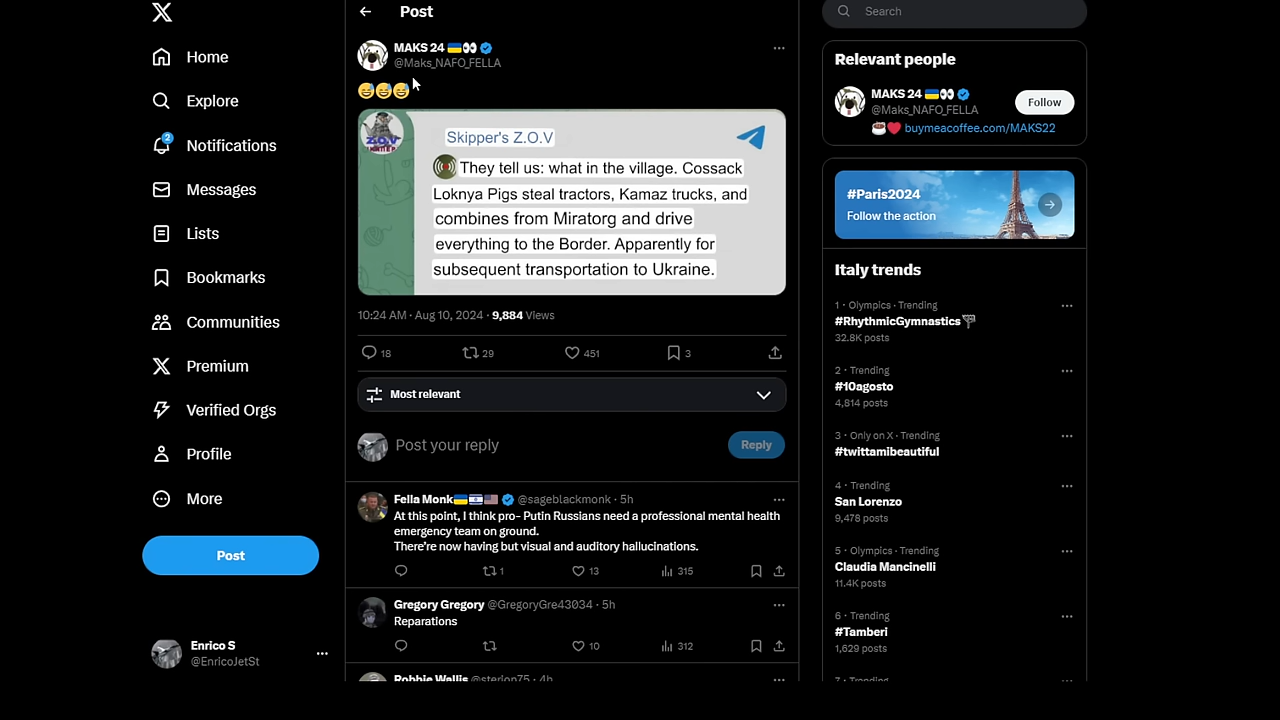 Home
Explore
2
Notifications
Messages
Lists
Bookmarks
Communities
Premium
Verified Orgs
Profile
More
Post
Enrico S
@EnricoJetSt
Post
MAKS 24
@Maks_NAFO_FELLA
Z.O.V
Skipper's Z.O.V
They tell us: what in the village. Cossack
Loknya Pigs steal tractors, Kamaz trucks, and
combines from Miratorg and drive
everything to the Border. Apparently for
subsequent transportation to Ukraine.
10:24 AM · Aug 10, 2024 · 9,884 Views
18
29
451
3
Most relevant
Post your reply
Reply
Fella Monk @sageblackmonk · 5h
At this point, I think pro- Putin Russians need a professional mental health
emergency team on ground.
There're now having but visual and auditory hallucinations.
1
13
315
Gregory Gregory @GregoryGre43034 · 5h
Reparations
10
312
Robbie Wallis @sterlon75 · 4h
Search
Relevant people
MAKS 24
@Maks_NAFO_FELLA
Follow
buymeacoffee.com/MAKS22
#Paris2024
Follow the action
Italy trends
1 · Olympics · Trending
#RhythmicGymnastics
32.8K posts
2 · Trending
#10agosto
4,814 posts
3 · Only on X · Trending
#twittamibeautiful
4 · Trending
San Lorenzo
9,478 posts
5 · Olympics · Trending
Claudia Mancinelli
11.4K posts
6 · Trending
#Tamberi
1,629 posts
7 · Trending